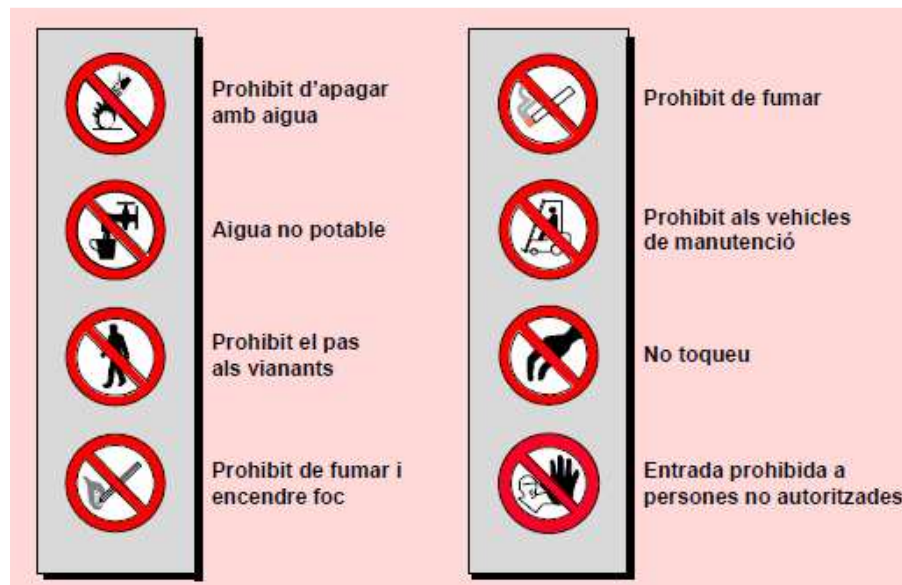 Prohibit d'apagar
amb aigua
Aigua no potable
Prohibit el pas
als vianants
Prohibit de fumar i
encendre foc
Prohibit de fumar
Prohibit als vehicles
de manutenció
No toqueu
Entrada prohibida a
persones no autoritzades